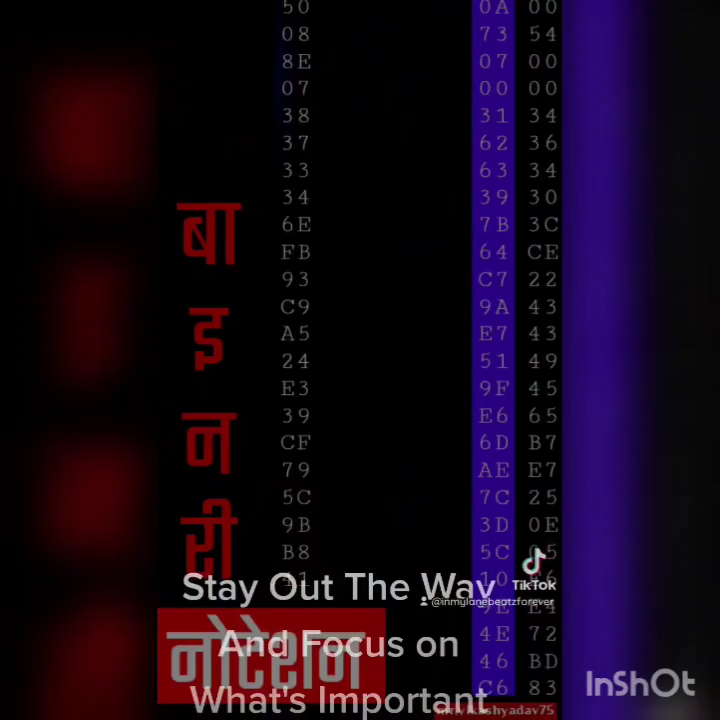 50 0A 00
08 73 54
8E 07 00
07 00 00
38 31 34
37 62 36
33 63 34
34 39 30
6E 7B 3C
FB 64 CE
93 C7 22
C9 9A 43
A5 E7 43
24 51 49
E3 9F 45
39 E6 65
CF 6D B7
79 AE E7
5C 7C 25
9B 3D 0E
B8 5C 05
10
4E 72
46 BD
C6 83
बा
इ
न
री
नोटेशन
Stay Out The Way
And Focus on
What's Important
TikTok
@inmylanebeatzforever
InShOt